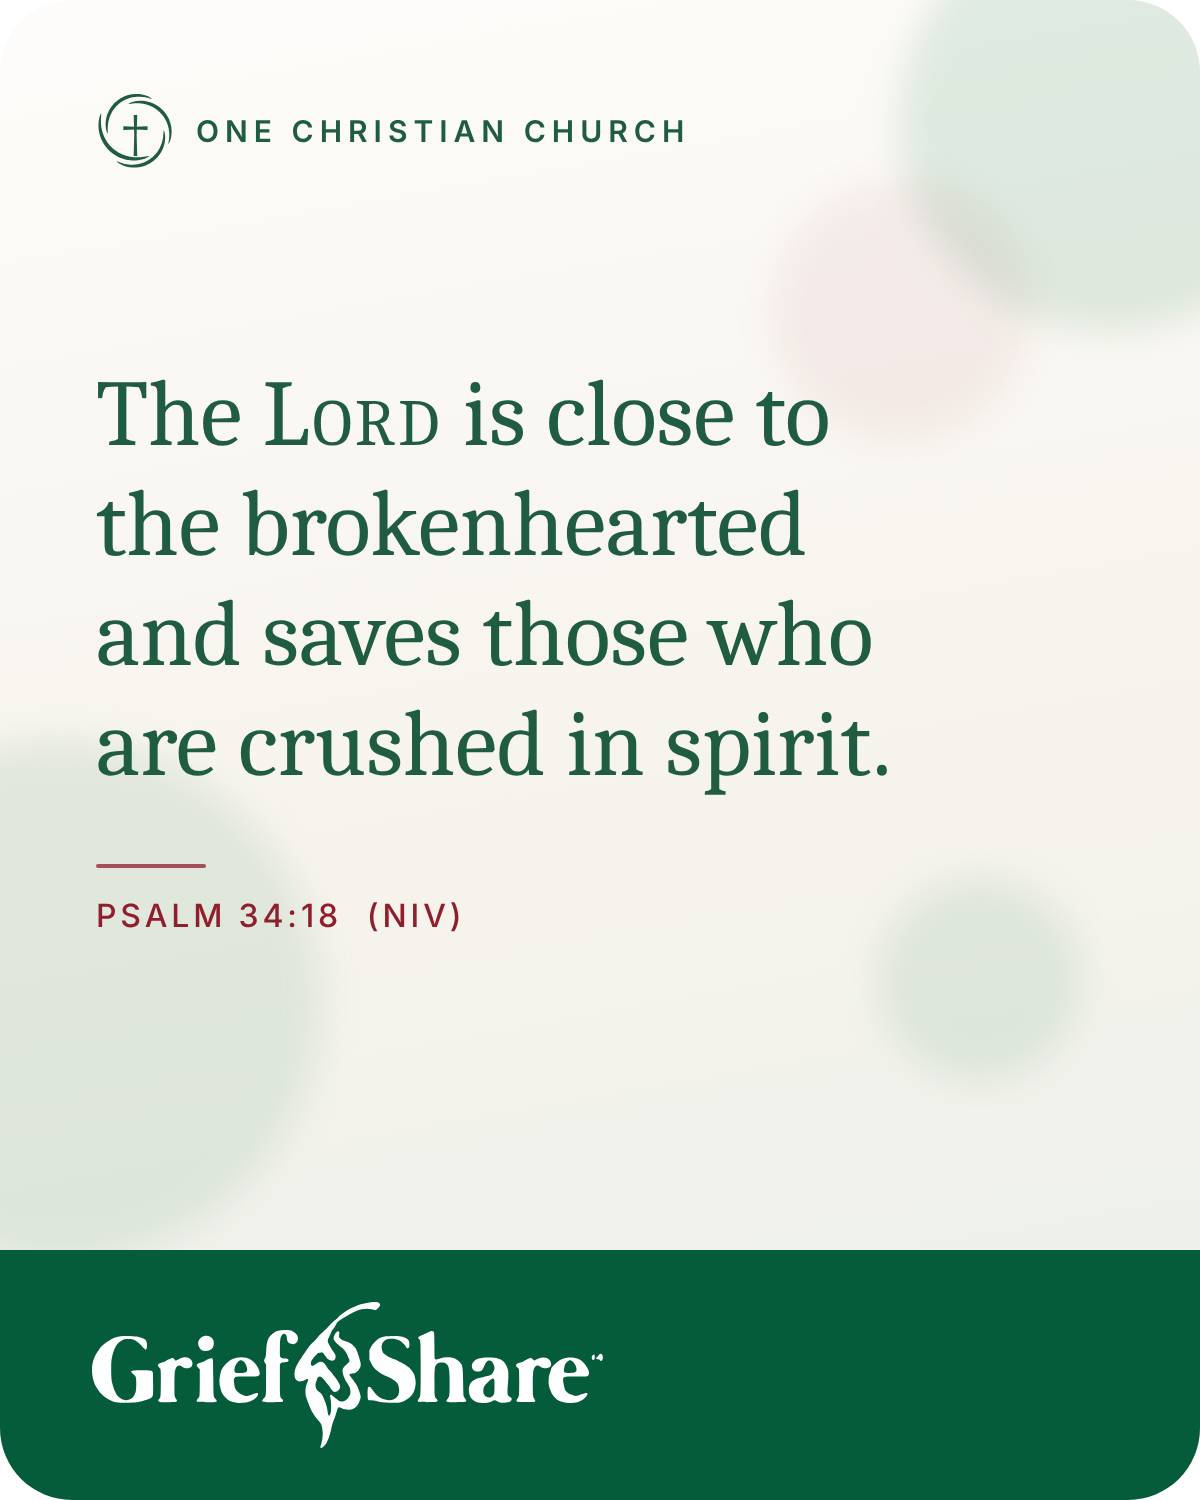 ONE CHRISTIAN CHURCH
The LORD is close to
the brokenhearted
and saves those who
are crushed in spirit.
PSALM 34:18 (NIV)
GriefShare